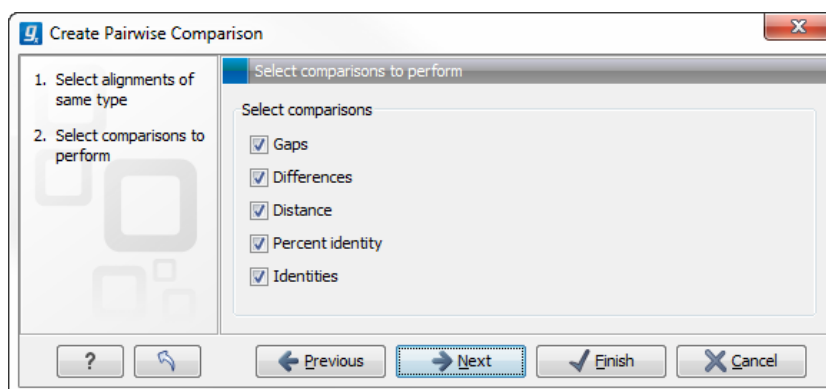 Create Pairwise Comparison
1. Select alignments of
same type
2. Select comparisons to
perform
Select comparisons to perform
Select comparisons
Gaps
Differences
Distance
Percent identity
Identities
?
Previous
Next
Finish
Cancel